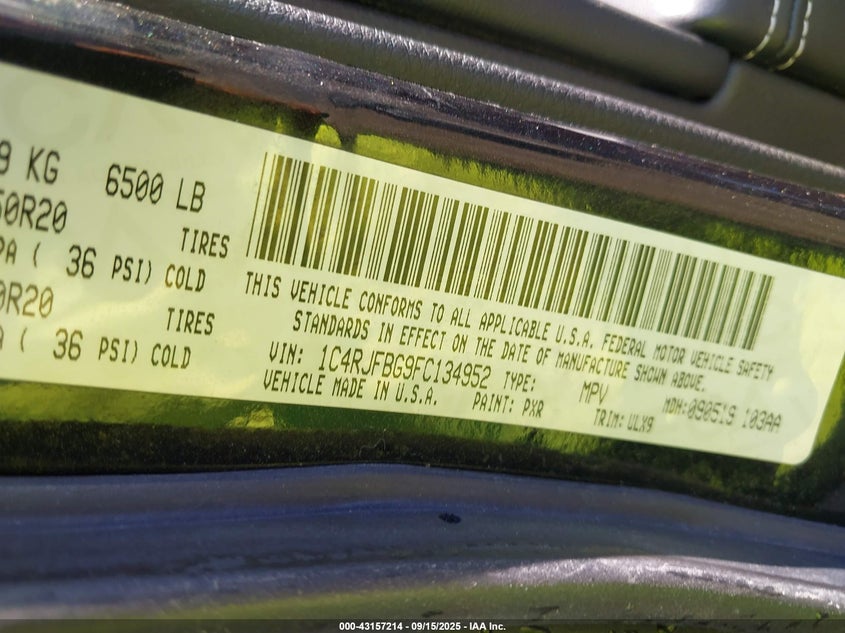 9 KG 6500 LB
50R20 TIRES
PA ( 36 PSI) COLD
0R20 TIRES
A ( 36 PSI) COLD
THIS VEHICLE CONFORMS TO ALL APPLICABLE U.S.A. FEDERAL MOTOR VEHICLE SAFETY
STANDARDS IN EFFECT ON THE DATE OF MANUFACTURE SHOWN ABOVE.
VIN: 1C4RJFBG9FC134952 TYPE: MPV MDH:090519 103AA
VEHICLE MADE IN U.S.A. PAINT: PXR TRIM: ULX9
000-43157214 - 09/15/2025 - IAA Inc.